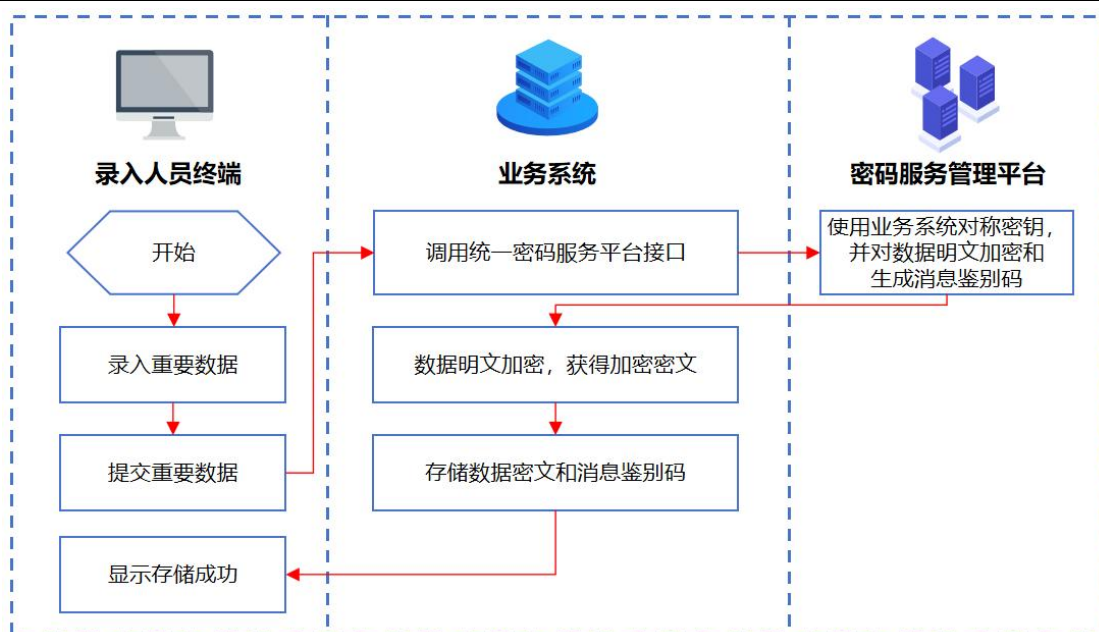 录入人员终端
业务系统
密码服务管理平台
开始
调用统一密码服务平台接口
使用业务系统对称密钥，
并对数据明文加密和
生成消息鉴别码
录入重要数据
数据明文加密，获得加密密文
提交重要数据
存储数据密文和消息鉴别码
显示存储成功